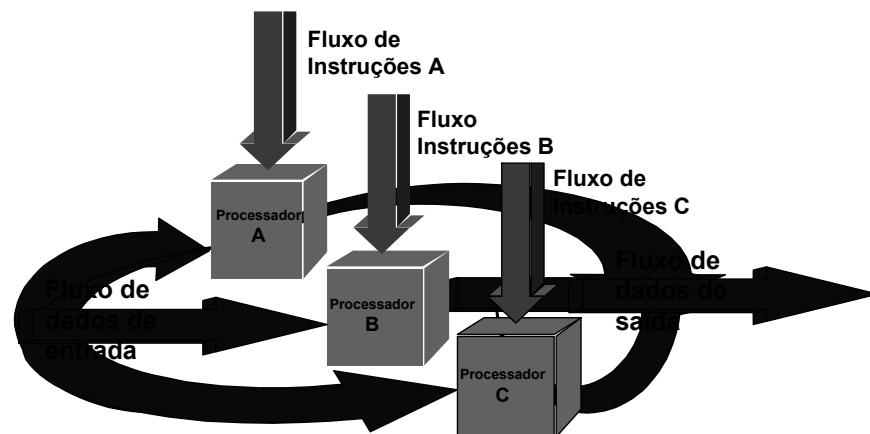 Fluxo de
Instruções A
Fluxo
Instruções B
Fluxo de
Instruções C
Processador
A
Processador
B
Processador
C
Fluxo de
dados de
entrada
Fluxo de
dados de
saída